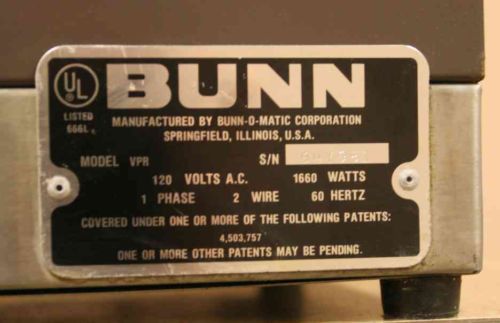 UL
®
BUNN
LISTED
666L
MANUFACTURED BY BUNN-O-MATIC CORPORATION
SPRINGFIELD, ILLINOIS, U.S.A.
MODEL VPR S/N
120 VOLTS A.C. 1660 WATTS
1 PHASE 2 WIRE 60 HERTZ
COVERED UNDER ONE OR MORE OF THE FOLLOWING PATENTS:
4,503,757
ONE OR MORE OTHER PATENTS MAY BE PENDING.